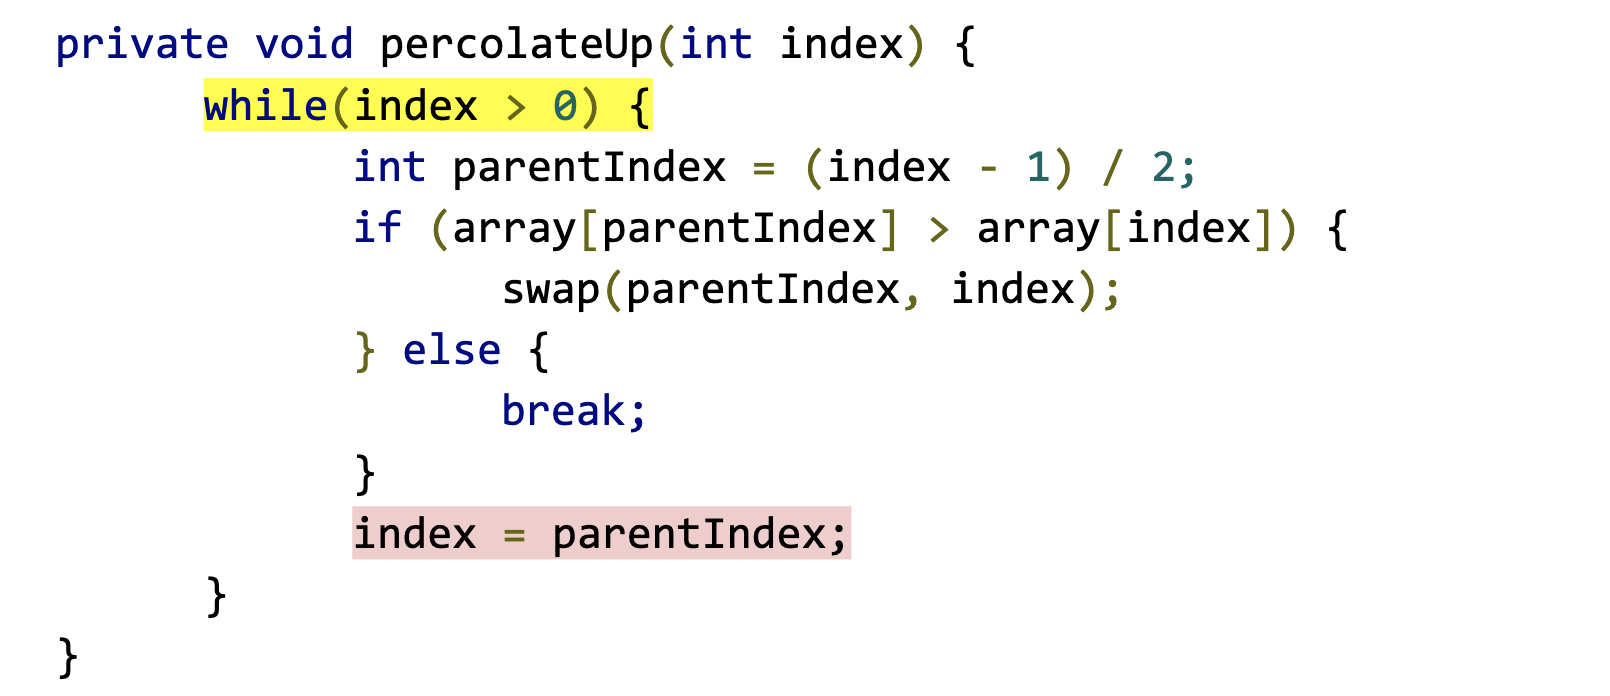 private void percolateUp(int index) {
while(index > 0) {
int parentIndex = (index - 1) / 2;
if (array[parentIndex] > array[index]) {
swap(parentIndex, index);
} else {
break;
}
index = parentIndex;
}
}